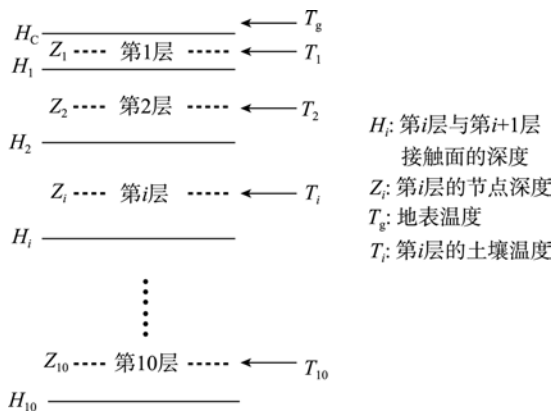 H_C
T_g
Z_1 第1层 T_1
H_1
Z_2 第2层 T_2
H_2
Z_i 第i层 T_i
H_i
Z_10 第10层 T_10
H_10
H_i: 第i层与第i+1层
接触面的深度
Z_i: 第i层的节点深度
T_g: 地表温度
T_i: 第i层的土壤温度